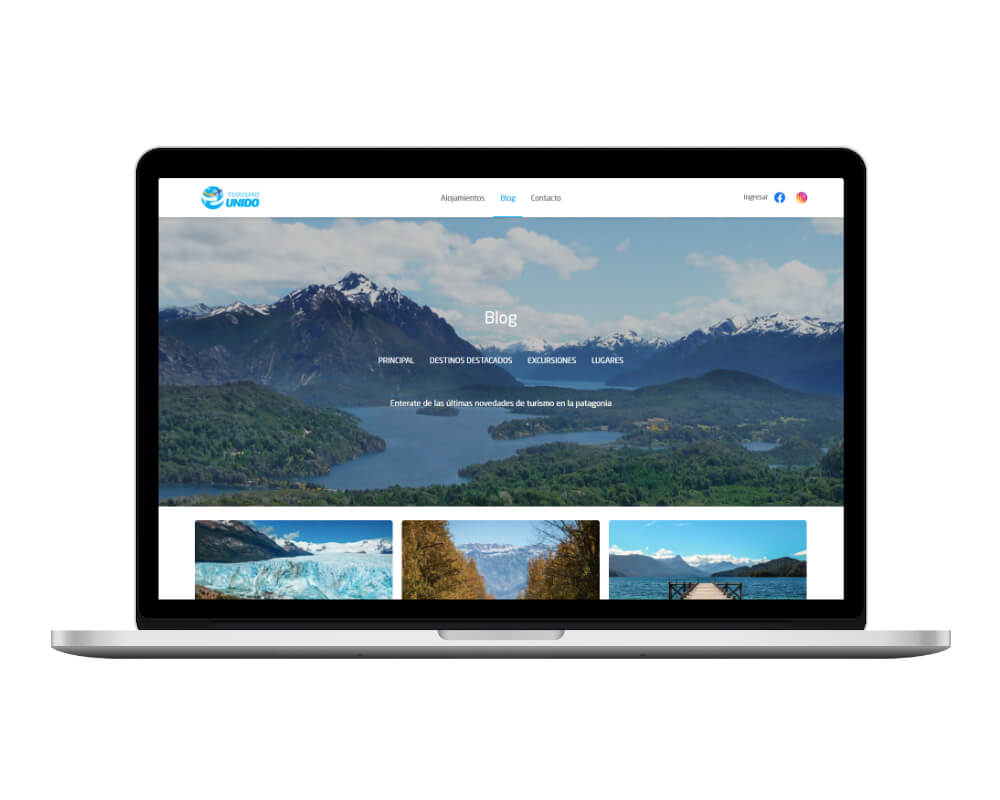 TURISMO
UNIDO
Alojamientos Blog Contacto
Ingresar
Blog
PRINCIPAL DESTINOS DESTACADOS EXCURSIONES LUGARES
Enterate de las últimas novedades de turismo en la patagonia